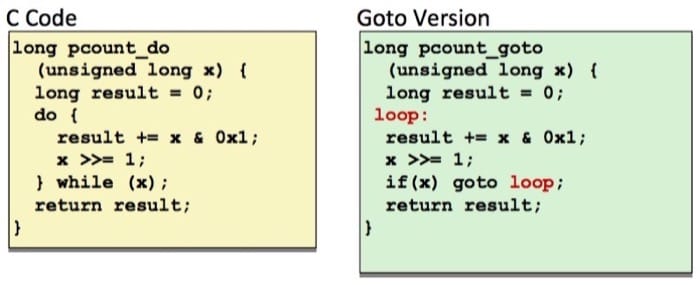 C Code
long pcount_do
(unsigned long x) {
long result = 0;
do {
result += x & 0x1;
x >>= 1;
} while (x);
return result;
}
Goto Version
long pcount_goto
(unsigned long x) {
long result = 0;
loop:
result += x & 0x1;
x >>= 1;
if(x) goto loop;
return result;
}